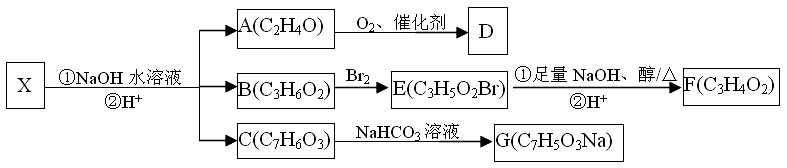 A(C₂H₄O)
O₂、催化剂
D
X
①NaOH 水溶液
②H⁺
B(C₃H₆O₂)
Br₂
E(C₃H₅O₂Br)
①足量 NaOH、醇/△
②H⁺
F(C₃H₄O₂)
C(C₇H₆O₃)
NaHCO₃ 溶液
G(C₇H₅O₃Na)